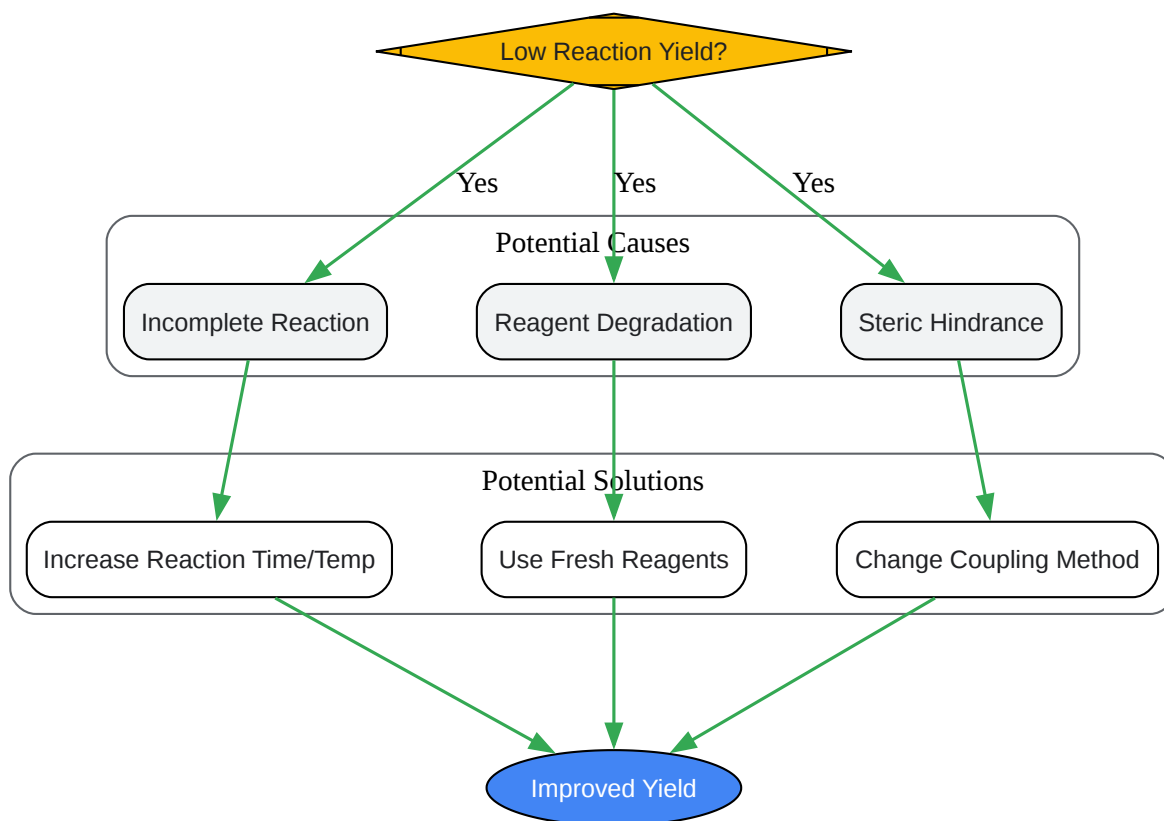 Low Reaction Yield?
Yes
Yes
Yes
Potential Causes
Incomplete Reaction
Reagent Degradation
Steric Hindrance
Potential Solutions
Increase Reaction Time/Temp
Use Fresh Reagents
Change Coupling Method
Improved Yield